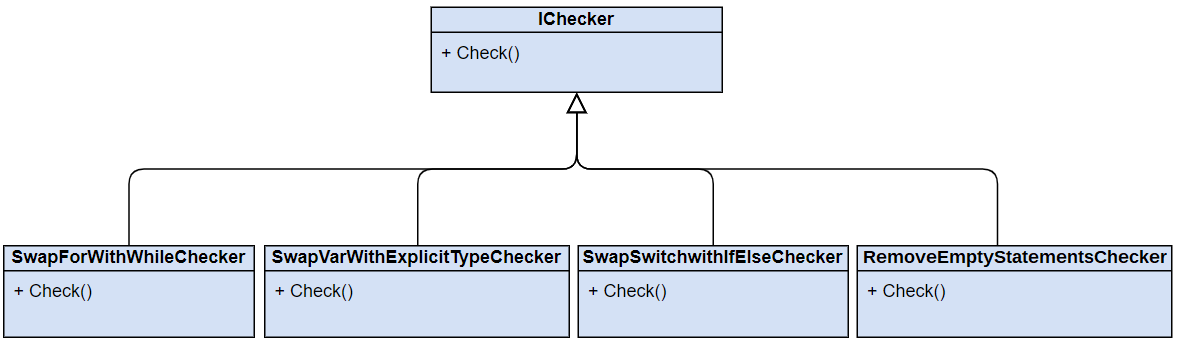 IChecker
+ Check()
SwapForWithWhileChecker
+ Check()
SwapVarWithExplicitTypeChecker
+ Check()
SwapSwitchwithIfElseChecker
+ Check()
RemoveEmptyStatementsChecker
+ Check()